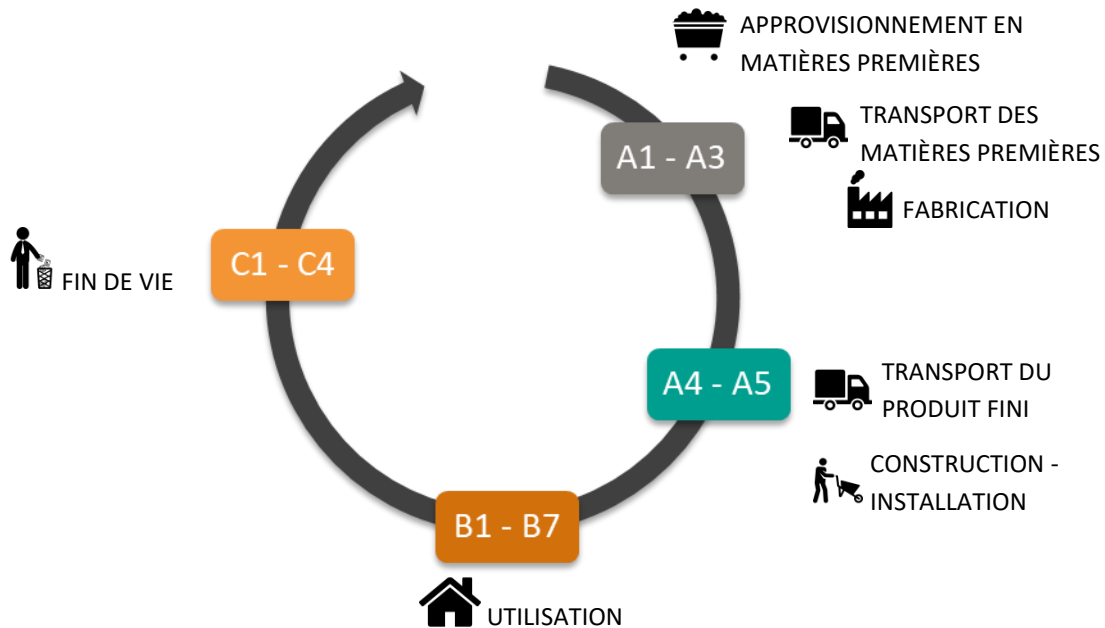 APPROVISIONNEMENT EN
MATIÈRES PREMIÈRES
A1 - A3
TRANSPORT DES
MATIÈRES PREMIÈRES
FABRICATION
C1 - C4
FIN DE VIE
A4 - A5
TRANSPORT DU
PRODUIT FINI
CONSTRUCTION -
INSTALLATION
B1 - B7
UTILISATION